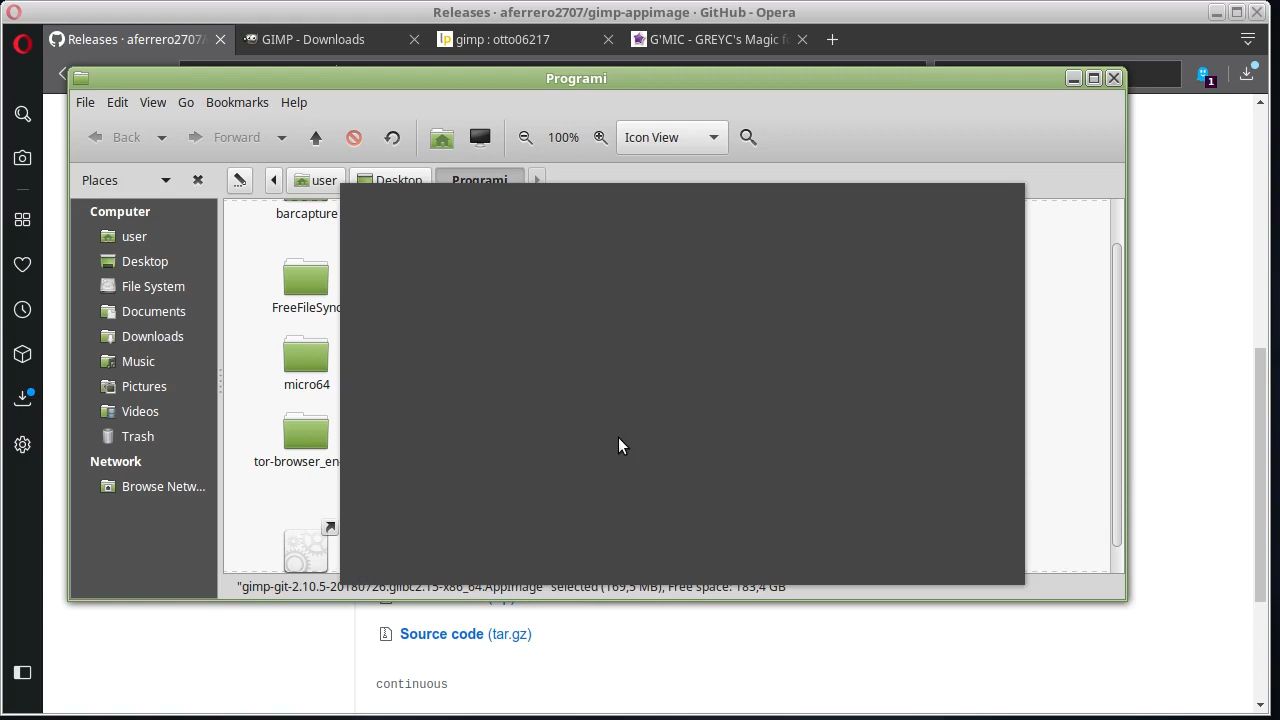 Releases · aferrero2707/gimp-appimage · GitHub - Opera
Releases · aferrero2707/
GIMP - Downloads
lp
gimp : otto06217
G'MIC - GREYC's Magic f
1
Programi
File Edit View Go Bookmarks Help
Back
Forward
100%
Icon View
Places
user
Desktop
Programi
Computer
user
Desktop
File System
Documents
Downloads
Music
Pictures
Videos
Trash
Network
Browse Netw...
barcapture
FreeFileSync
micro64
tor-browser_en-
"gimp-git-2.10.5-20180726.glibc2.15-x86_64.AppImage" selected (169,5 MB), Free space: 183,4 GB
Source code (tar.gz)
continuous